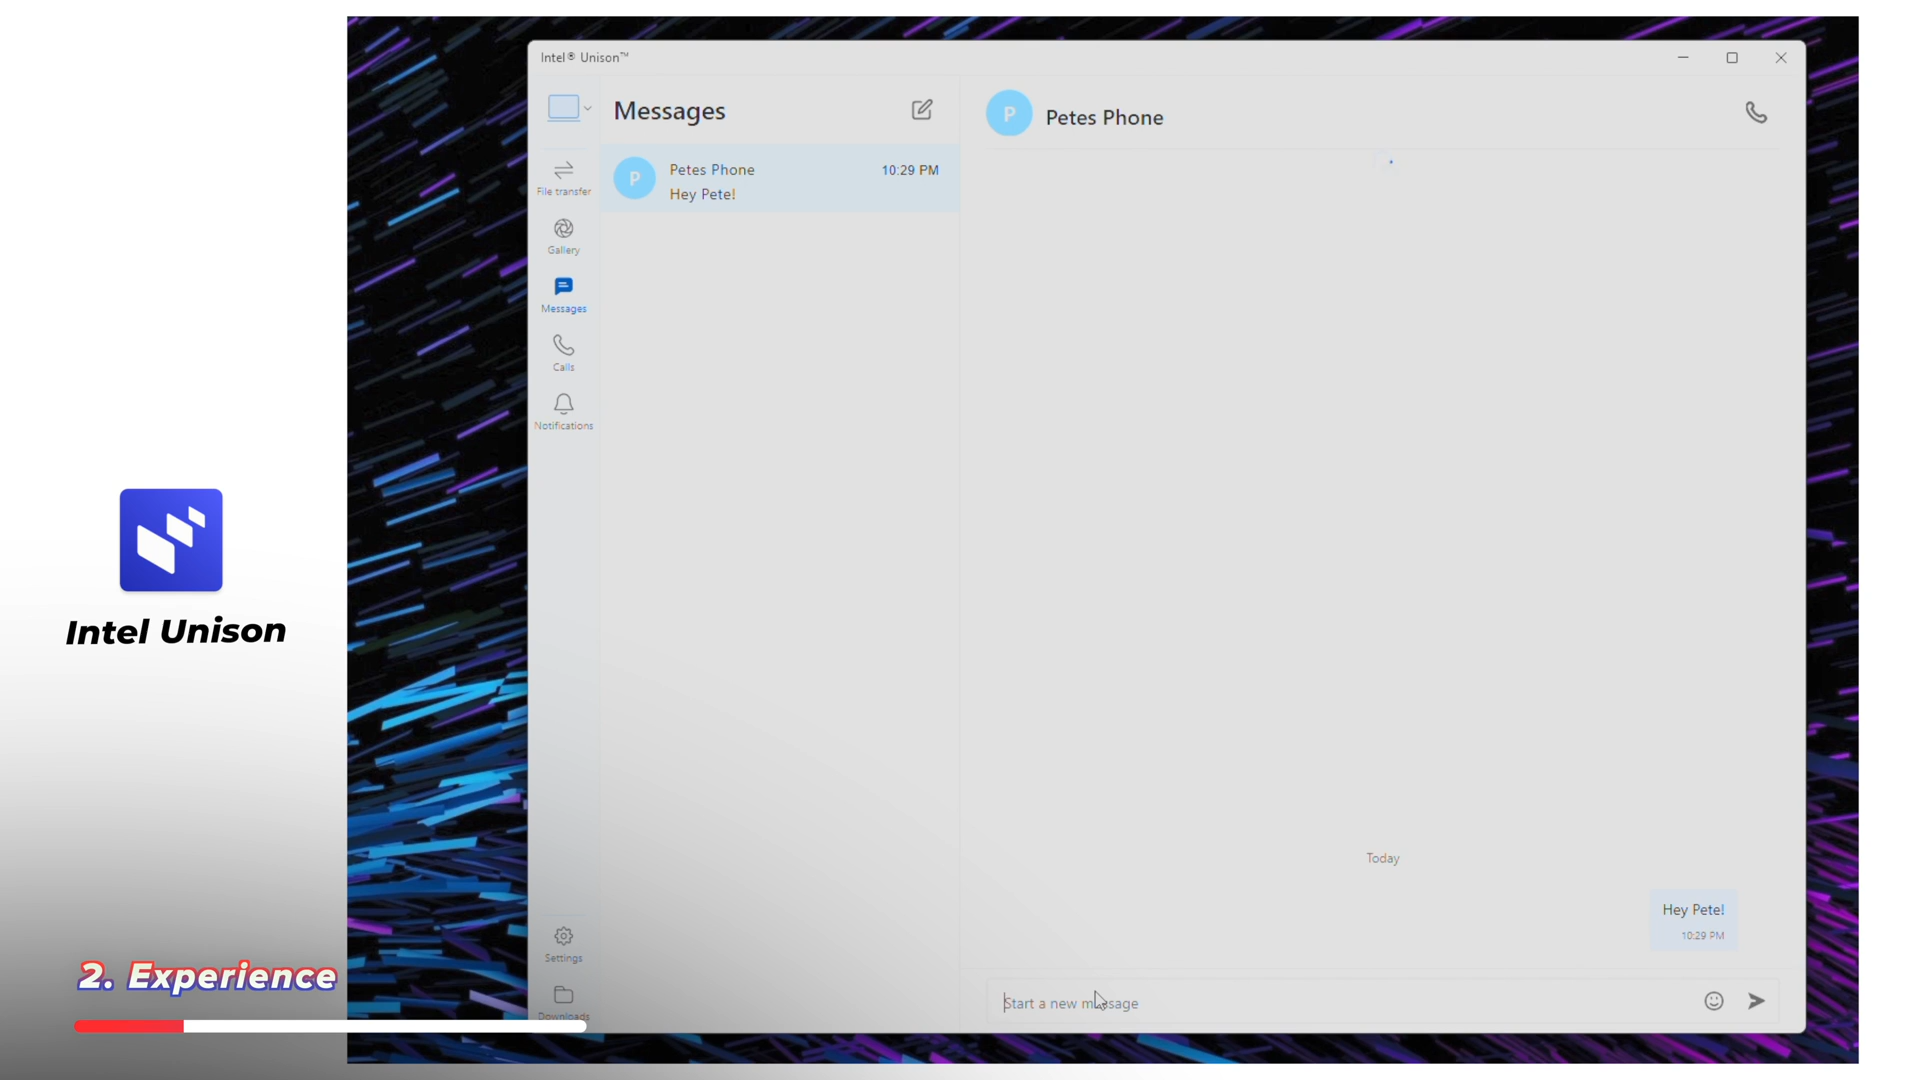 Intel® Unison™
Messages
P
Petes Phone
P
Petes Phone
10:29 PM
Hey Pete!
File transfer
Gallery
Messages
Calls
Notifications
Intel Unison
Today
Hey Pete!
10:29 PM
Settings
2. Experience
Start a new message
Downloads